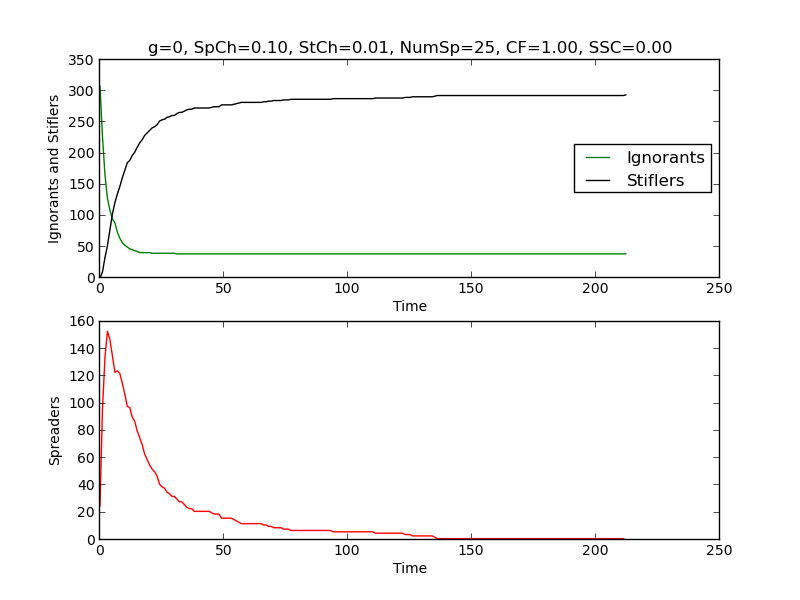 g=0, SpCh=0.10, StCh=0.01, NumSp=25, CF=1.00, SSC=0.00
350
300
250
200
150
100
50
0
Ignorants and Stiflers
Ignorants
Stiflers
0 50 100 150 200 250
Time
160
140
120
100
80
60
40
20
0
Spreaders
0 50 100 150 200 250
Time